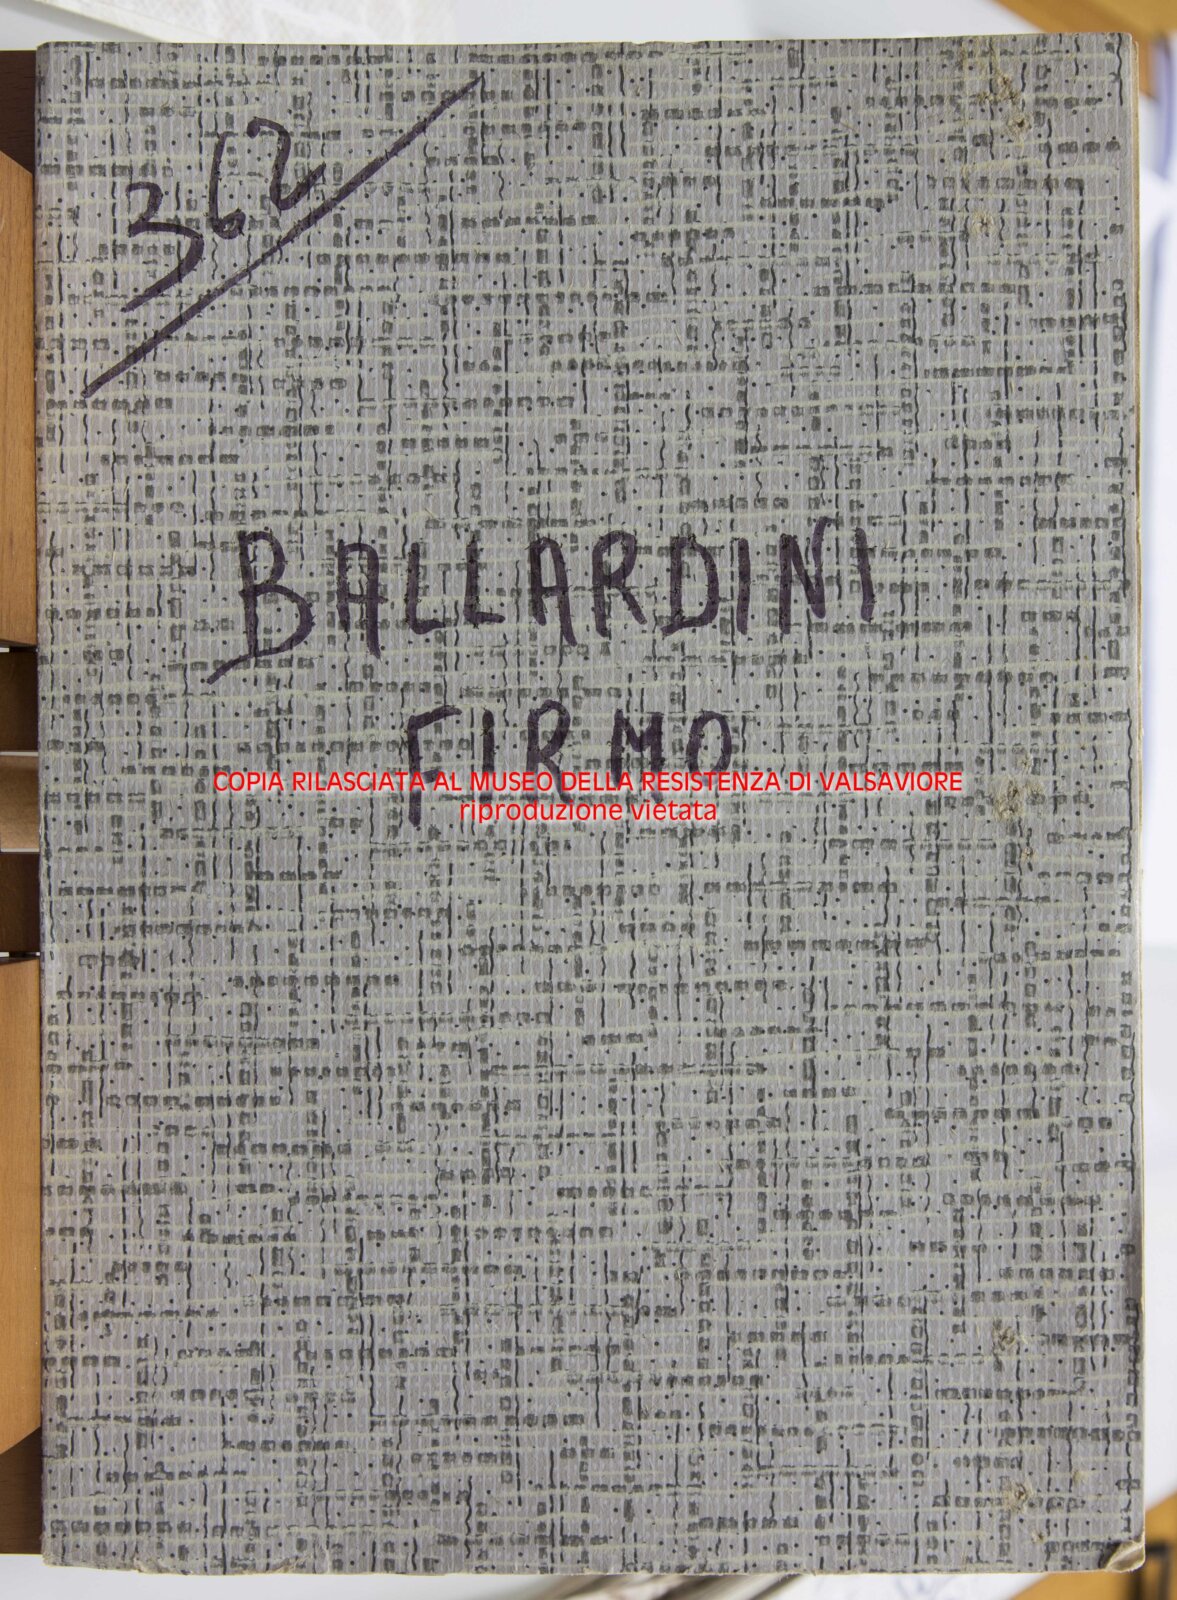 362
BALLARDINI
FIRMO
COPIA RILASCIATA AL MUSEO DELLA RESISTENZA DI VALSAVIORE
riproduzione vietata